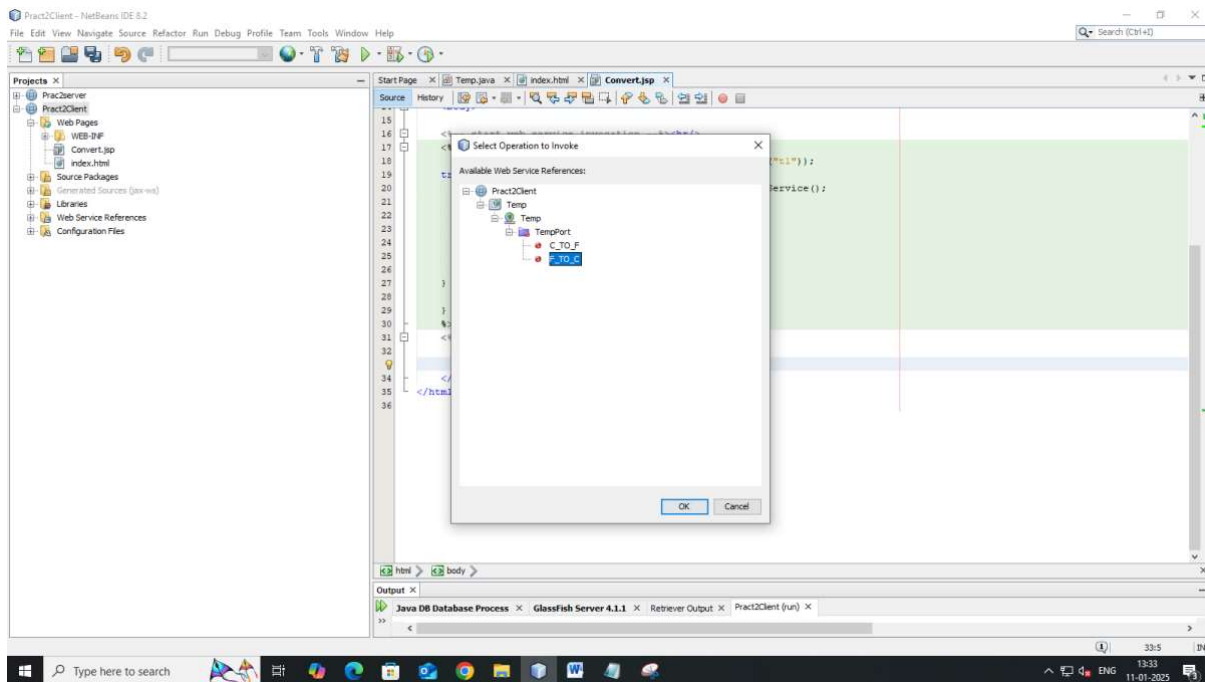 Pract2Client - NetBeans IDE 8.2
File Edit View Navigate Source Refactor Run Debug Profile Team Tools Window Help
Search (Ctrl+I)
Projects
Prac2server
Pract2Client
Web Pages
WEB-INF
Convert.jsp
index.html
Source Packages
Generated Sources (jax-ws)
Libraries
Web Service References
Configuration Files
Start Page Temp.java index.html Convert.jsp
Source History
15
16
17
18 "t1"));
19
20 Service();
21
22
23
24
25
26
27 }
28
29 }
30
31
32
34 </
35 </html
36
Select Operation to Invoke
Available Web Service References:
Pract2Client
Temp
Temp
TempPort
C_TO_F
F_TO_C
OK Cancel
html body
Output
Java DB Database Process GlassFish Server 4.1.1 Retriever Output Pract2Client (run)
33:5
Type here to search
ENG
13:33
11-01-2025